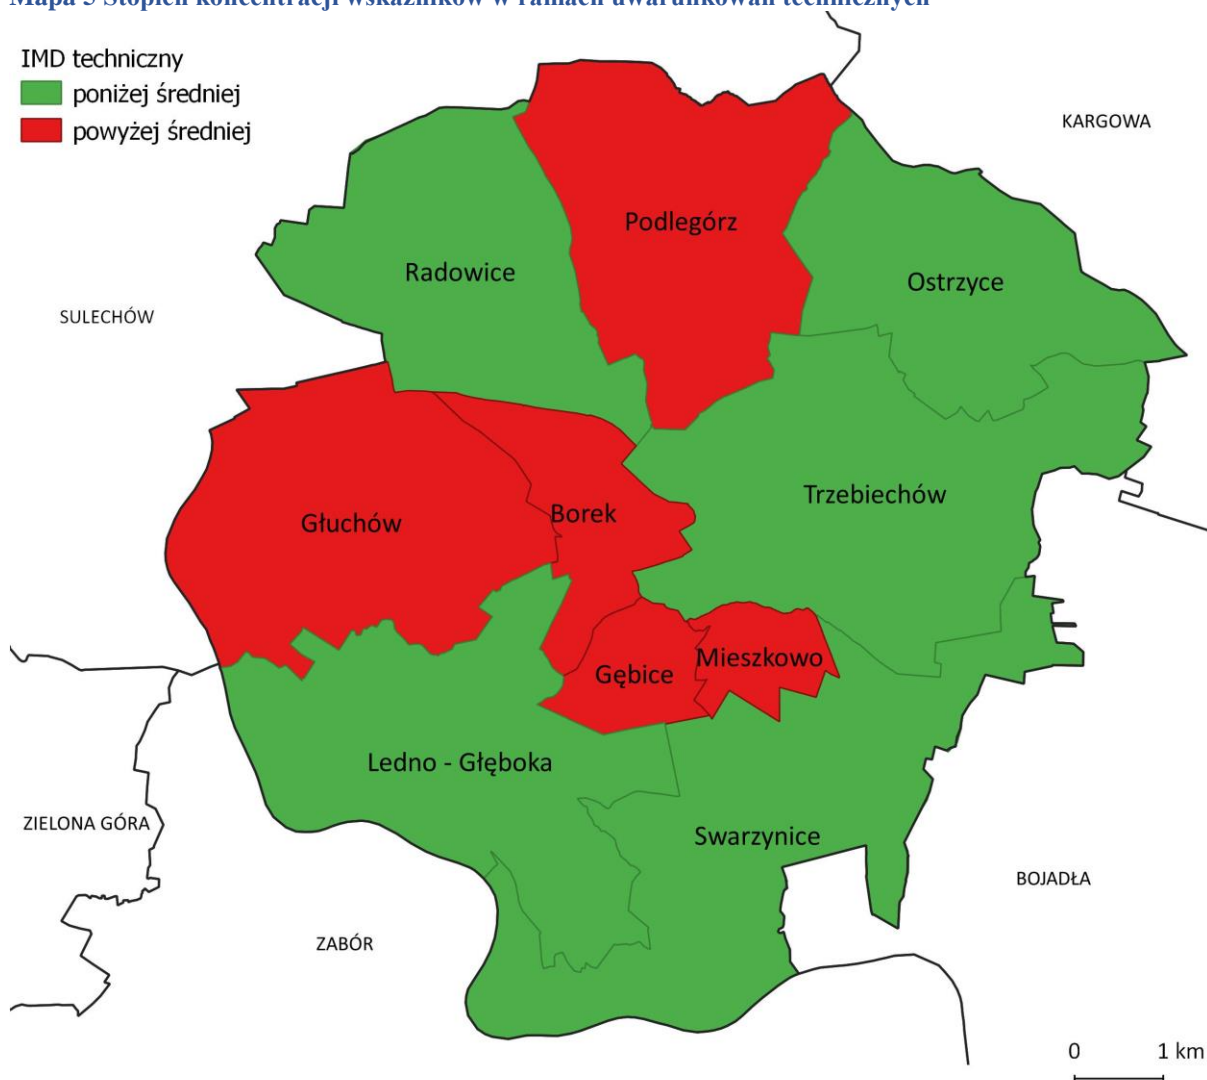 Mapa 5 Stopień koncentracji wskaźników w ramach uwarunkowań technicznych
IMD techniczny
poniżej średniej
powyżej średniej
KARGOWA
Podlegórz
Radowice
Ostrzyce
SULECHÓW
Trzebiechów
Głuchów
Borek
Gębice
Mieszkowo
Ledno - Głęboka
ZIELONA GÓRA
Swarzynice
BOJADŁA
ZABÓR
0 1 km